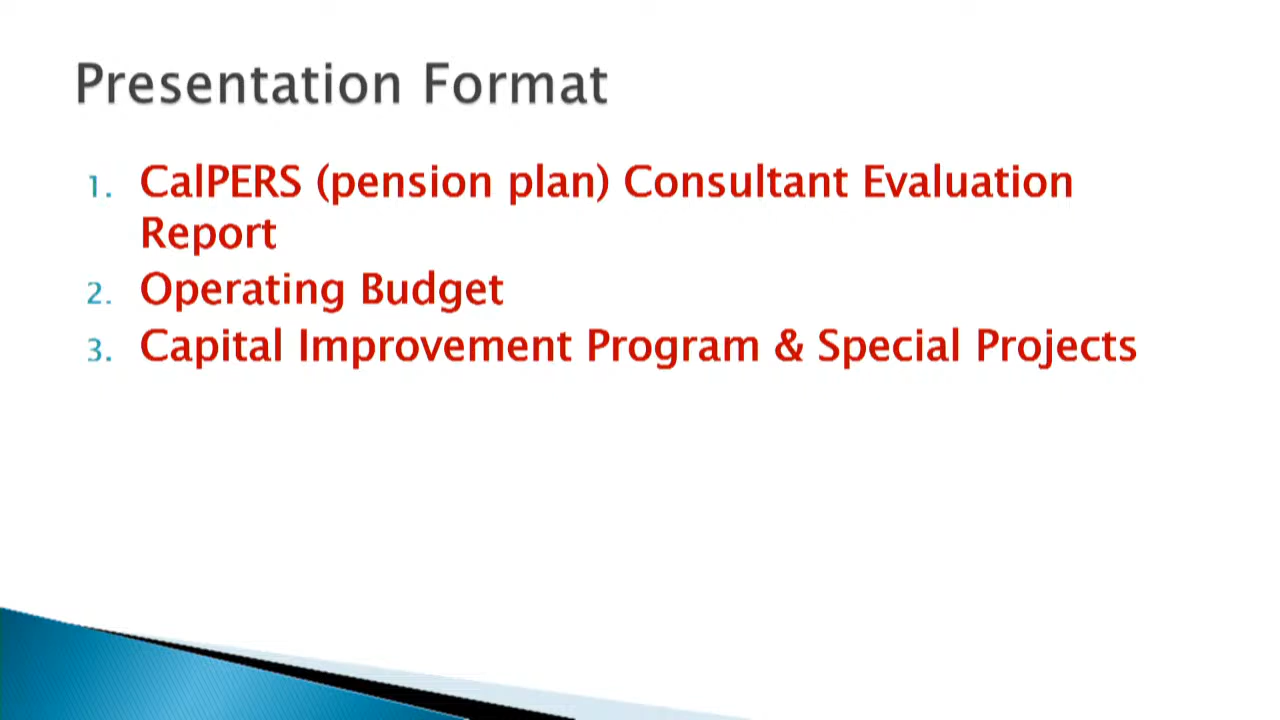 Presentation Format
1. CalPERS (pension plan) Consultant Evaluation
Report
2. Operating Budget
3. Capital Improvement Program & Special Projects